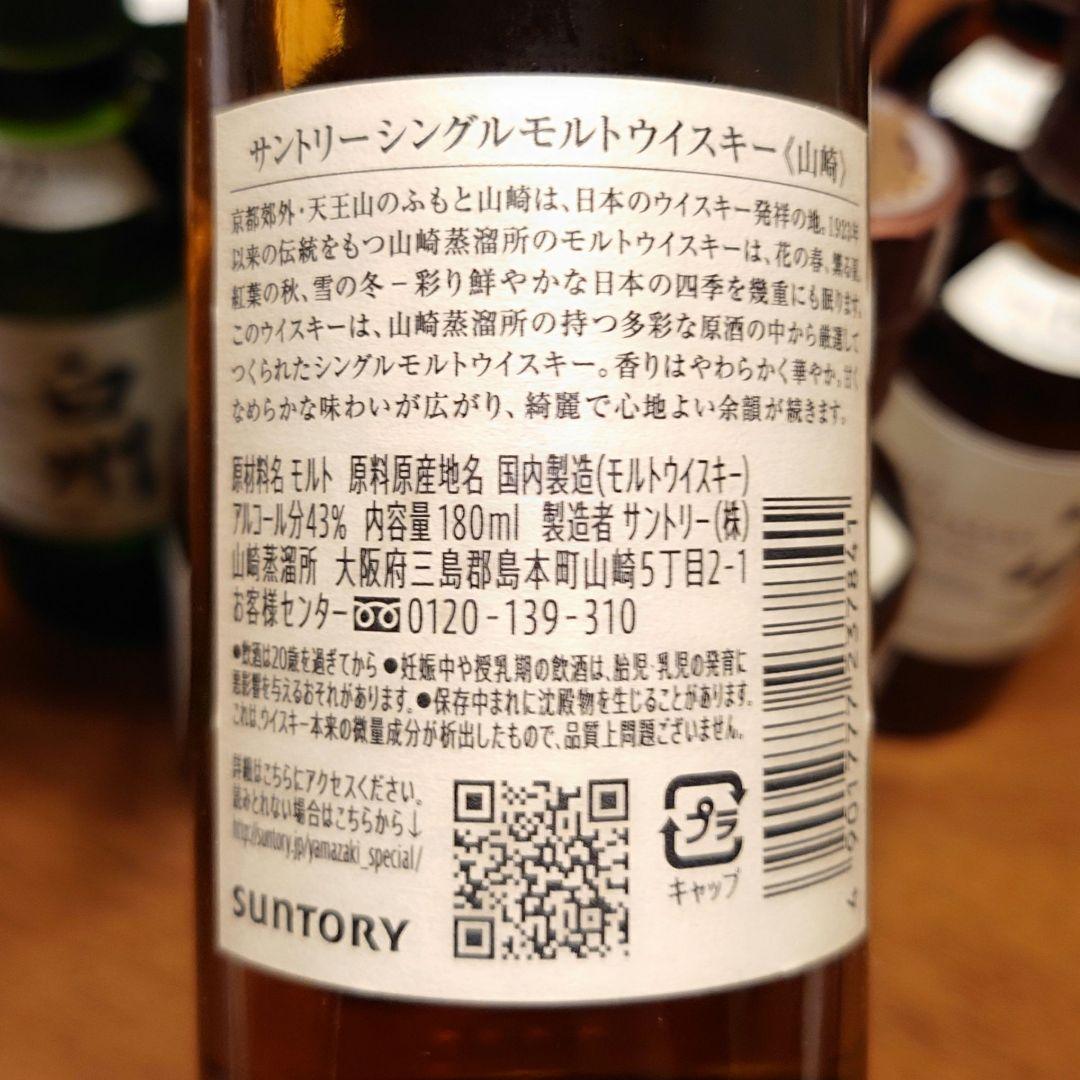 サントリーシングルモルトウイスキー《山崎》
京都郊外・天王山のふもと山崎は、日本のウイスキー発祥の地。1923年
以来の伝統をもつ山崎蒸溜所のモルトウイスキーは、花の春、薫る夏、
紅葉の秋、雪の冬－彩り鮮やかな日本の四季を幾重にも眠ります。
このウイスキーは、山崎蒸溜所の持つ多彩な原酒の中から厳選して
つくられたシングルモルトウイスキー。香りはやわらかく華やか。甘く
なめらかな味わいが広がり、綺麗で心地よい余韻が続きます。
原材料名 モルト 原料原産地名 国内製造(モルトウイスキー)
アルコール分43% 内容量180ml 製造者 サントリー(株)
山崎蒸溜所 大阪府三島郡島本町山崎5丁目2-1
お客様センター 0120-139-310
●飲酒は20歳を過ぎてから ●妊娠中や授乳期の飲酒は、胎児・乳児の発育に
悪影響を与えるおそれがあります。●保存中まれに沈殿物を生じることがあります。
これは、ウイスキー本来の微量成分が析出したもので、品質上問題ございません。
詳細はこちらにアクセスください。
読みとれない場合はこちらから↓
http://suntory.jp/yamazaki_special/
SUNTORY
プラ
キャップ
4 901777 237841
白州